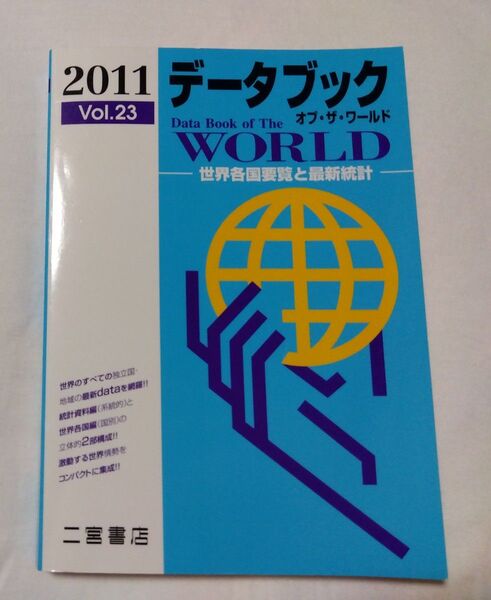 2011
Vol.23
データブック
オブ・ザ・ワールド
Data Book of The
WORLD
世界各国要覧と最新統計
世界のすべての独立国・
地域の最新dataを網羅!!
統計資料編(系統的)と
世界各国編(国別)の
立体的2部構成!!
激動する世界情勢を
コンパクトに集成!!
二宮書店